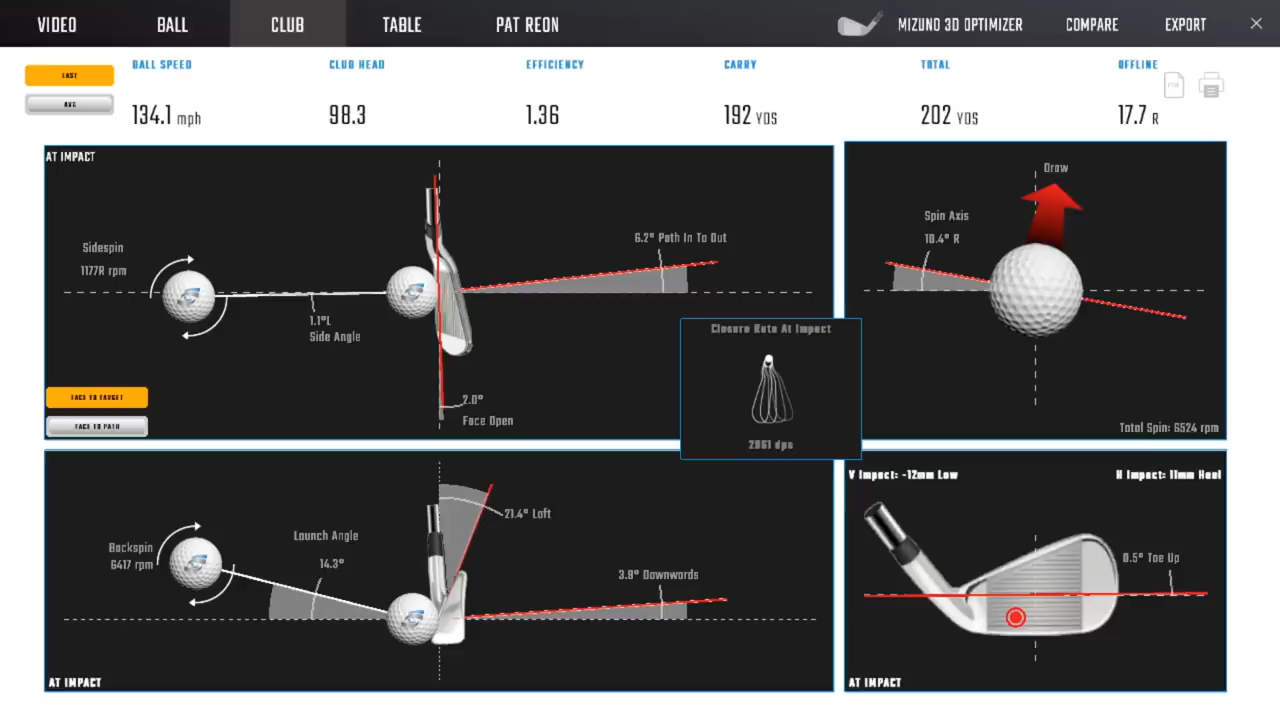 VIDEO BALL CLUB TABLE PAT REON MIZUNO 3D OPTIMIZER COMPARE EXPORT
LAST
AVG
BALL SPEED CLUB HEAD EFFICIENCY CARRY TOTAL OFFLINE
134.1 mph 98.3 1.36 192 YDS 202 YDS 17.7 R
AT IMPACT
Sidespin
1177R rpm
1.1°L
Side Angle
6.2° Path In To Out
2.0°
Face Open
FACE TO TARGET
FACE TO PATH
Draw
Spin Axis
10.4° R
Total Spin: 6524 rpm
Closure Rate At Impact
2861 dps
Backspin
6417 rpm
Launch Angle
14.3°
21.4° Loft
3.9° Downwards
AT IMPACT
V Impact: -12mm Low
H Impact: 11mm Heel
0.5° Toe Up
AT IMPACT